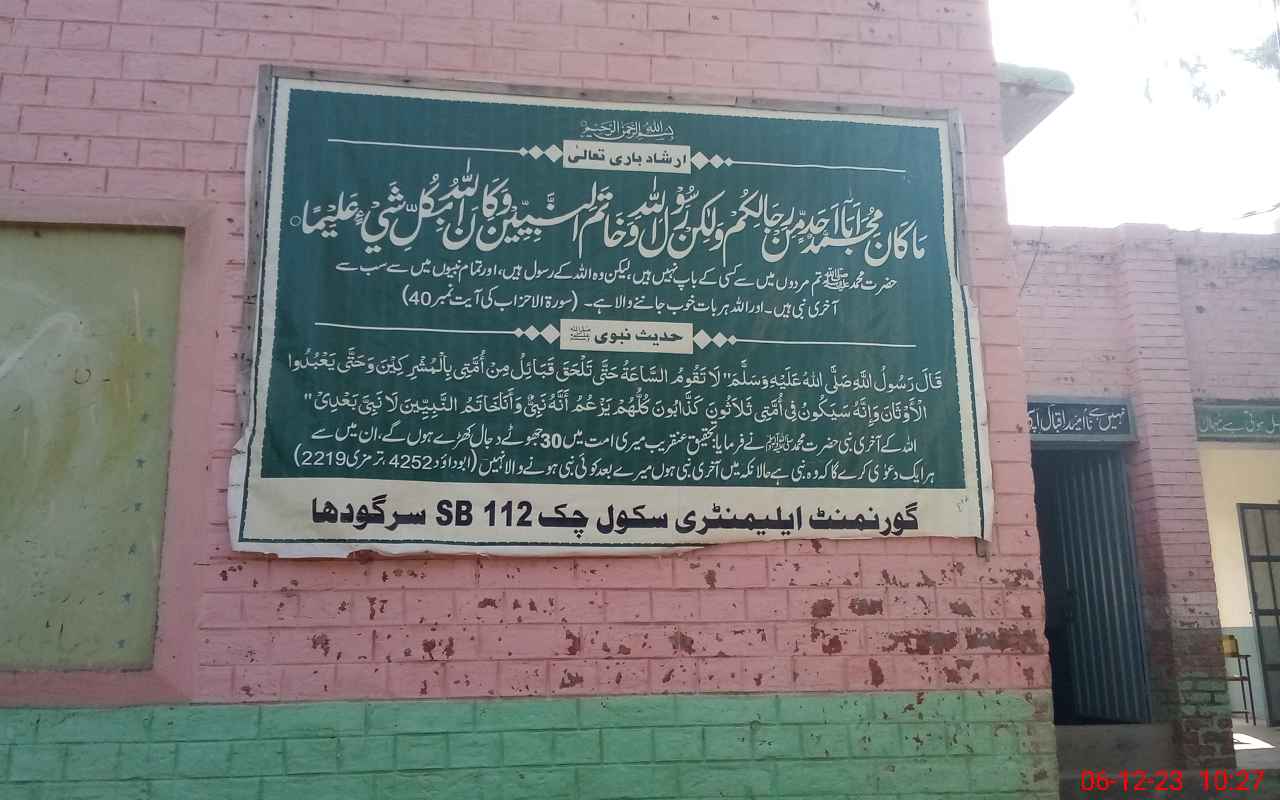 بسم الله الرحمن الرحیم
ارشاد باری تعالیٰ
مَا كَانَ مُحَمَّدٌ اَبَآ اَحَدٍ مِّنْ رِّجَالِكُمْ وَلٰكِنْ رَّسُوْلَ اللّٰهِ وَخَاتَمَ النَّبِيّٖنَ وَكَانَ اللّٰهُ بِكُلِّ شَيْءٍ عَلِيْمًا
حضرت محمد ﷺ تم مردوں میں سے کسی کے باپ نہیں ہیں، لیکن وہ اللہ کے رسول ہیں، اور تمام نبیوں میں سے سب سے
آخری نبی ہیں۔ اور اللہ ہر بات خوب جاننے والا ہے۔ (سورۃ الاحزاب کی آیت نمبر 40)
حدیث نبوی ﷺ
قَالَ رَسُولُ اللّٰهِ صَلَّى اللّٰهُ عَلَيْهِ وَسَلَّمَ "لَا تَقُومُ السَّاعَةُ حَتَّى تَلْحَقَ قَبَائِلُ مِنْ أُمَّتِي بِالْمُشْرِكِيْنَ وَحَتَّى يَعْبُدُوا
الْأَوْثَانَ وَإِنَّهُ سَيَكُونُ فِي أُمَّتِي ثَلَاثُونَ كَذَّابُونَ كُلُّهُمْ يَزْعُمُ أَنَّهُ نَبِيٌّ وَأَنَا خَاتَمُ النَّبِيِّينَ لَا نَبِيَّ بَعْدِيْ"
اللہ کے آخری نبی حضرت محمد ﷺ نے فرمایا: تحقیق عنقریب میری امت میں 30 جھوٹے دجال کھڑے ہوں گے، ان میں سے
ہر ایک دعویٰ کرے گا کہ وہ نبی ہے حالانکہ میں آخری نبی ہوں میرے بعد کوئی نبی ہونے والا نہیں (ابوداؤد 4252، ترمزی 2219)
گورنمنٹ ایلیمنٹری سکول چک 112 SB سرگودھا
نہیں ہے نا امید اقبال
06-12-23 10:27